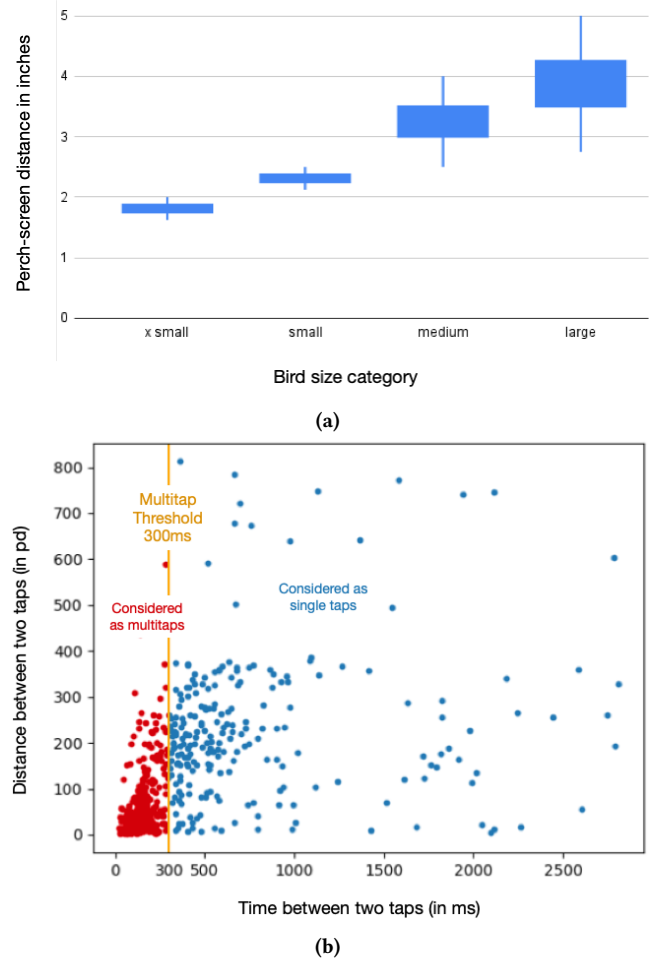 Perch-screen distance in inches
5
4
3
2
1
0
x small
small
medium
large
Bird size category
(a)
Distance between two taps (in pd)
800
700
600
500
400
300
200
100
0
Multitap
Threshold
300ms
Considered
as multitaps
Considered as
single taps
0
300
500
1000
1500
2000
2500
Time between two taps (in ms)
(b)